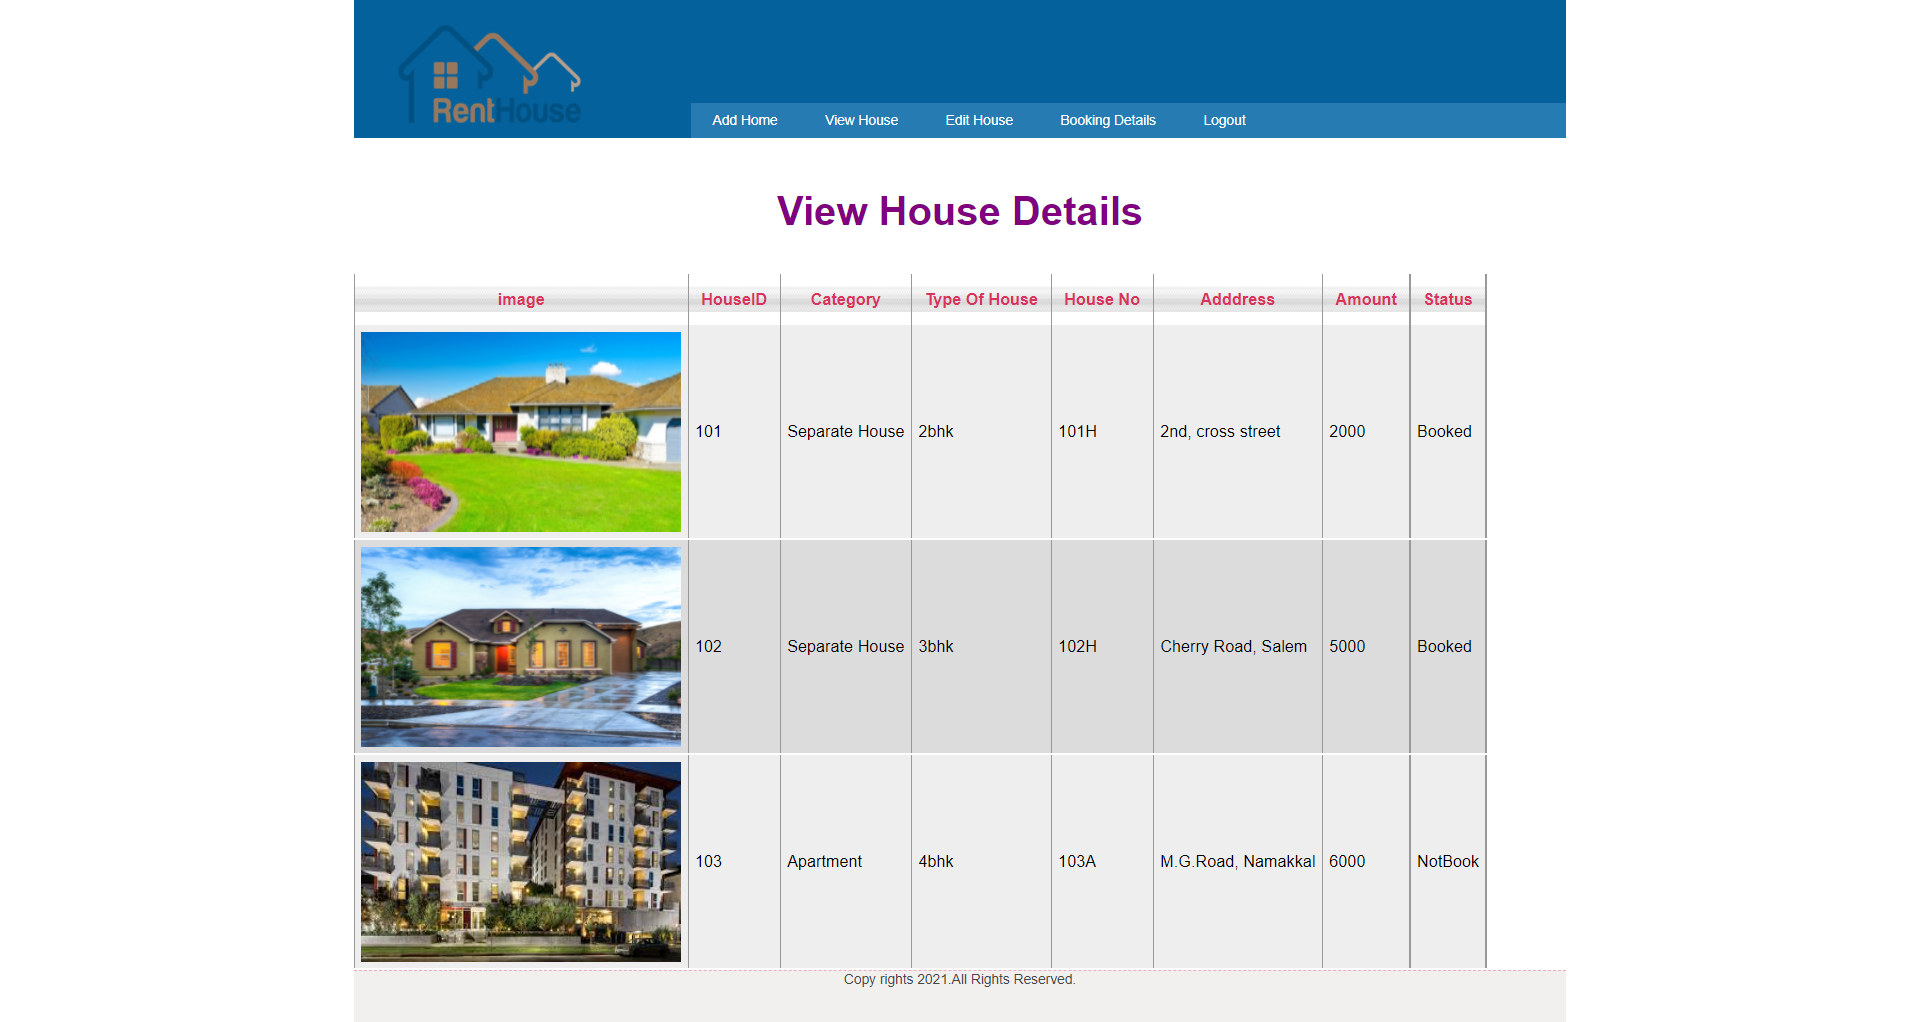 RentHouse
Add Home View House Edit House Booking Details Logout
View House Details
image HouseID Category Type Of House House No Adddress Amount Status
101 Separate House 2bhk 101H 2nd, cross street 2000 Booked
102 Separate House 3bhk 102H Cherry Road, Salem 5000 Booked
103 Apartment 4bhk 103A M.G.Road, Namakkal 6000 NotBook
Copy rights 2021.All Rights Reserved.